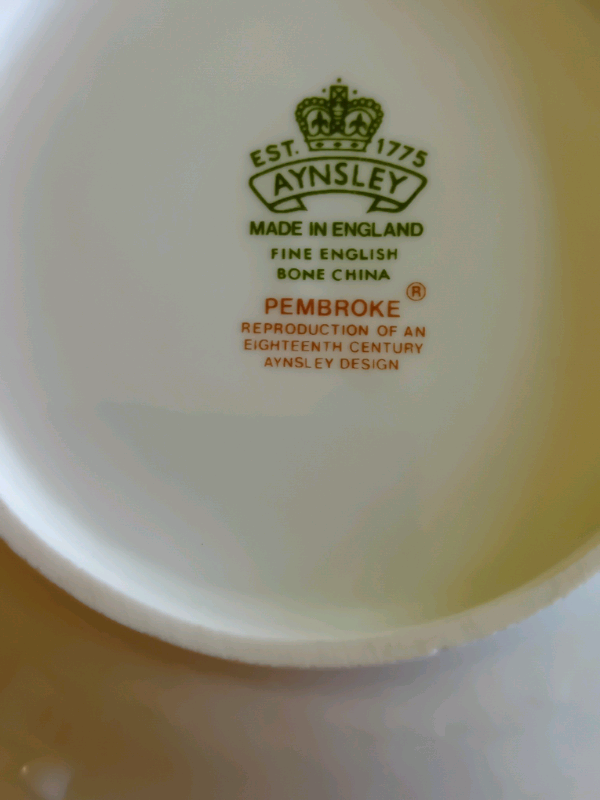 EST. 1775
AYNSLEY
MADE IN ENGLAND
FINE ENGLISH
BONE CHINA
PEMBROKE ®
REPRODUCTION OF AN
EIGHTEENTH CENTURY
AYNSLEY DESIGN